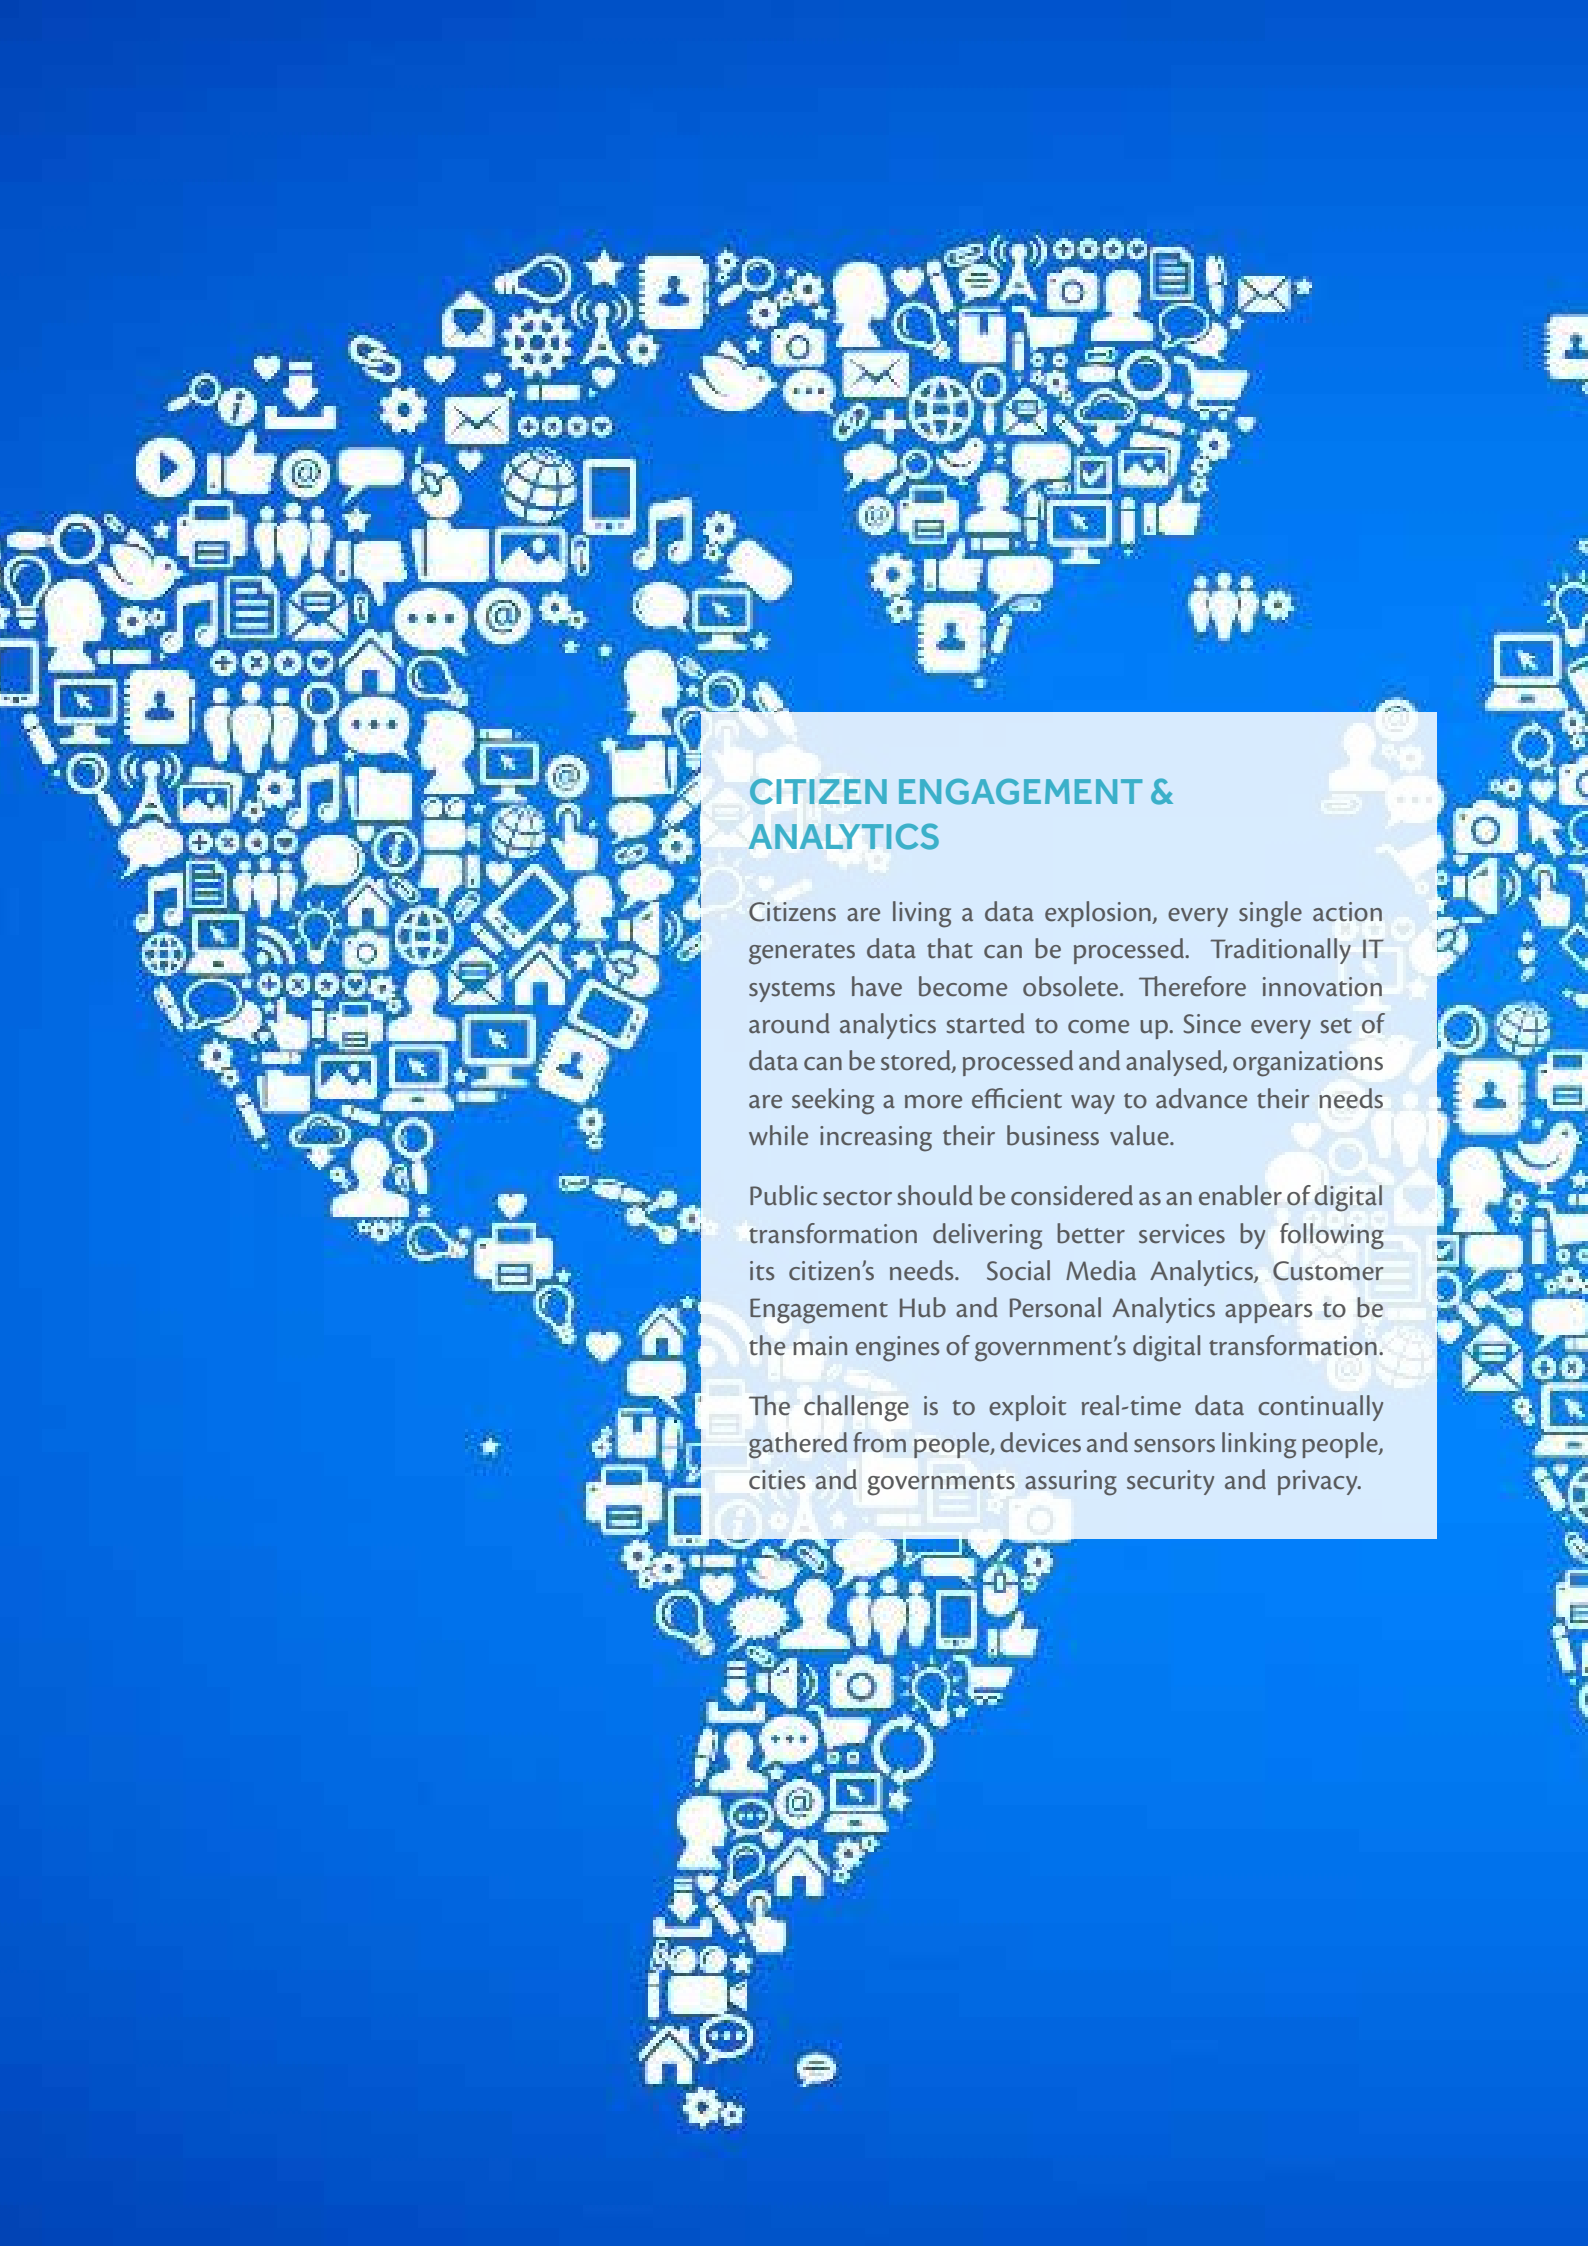 CITIZEN ENGAGEMENT &
ANALYTICS
Citizens are living a data explosion, every single action
generates data that can be processed. Traditionally IT
systems have become obsolete. Therefore innovation
around analytics started to come up. Since every set of
data can be stored, processed and analysed, organizations
are seeking a more efficient way to advance their needs
while increasing their business value.
Public sector should be considered as an enabler of digital
transformation delivering better services by following
its citizen’s needs. Social Media Analytics, Customer
Engagement Hub and Personal Analytics appears to be
the main engines of government’s digital transformation.
The challenge is to exploit real-time data continually
gathered from people, devices and sensors linking people,
cities and governments assuring security and privacy.